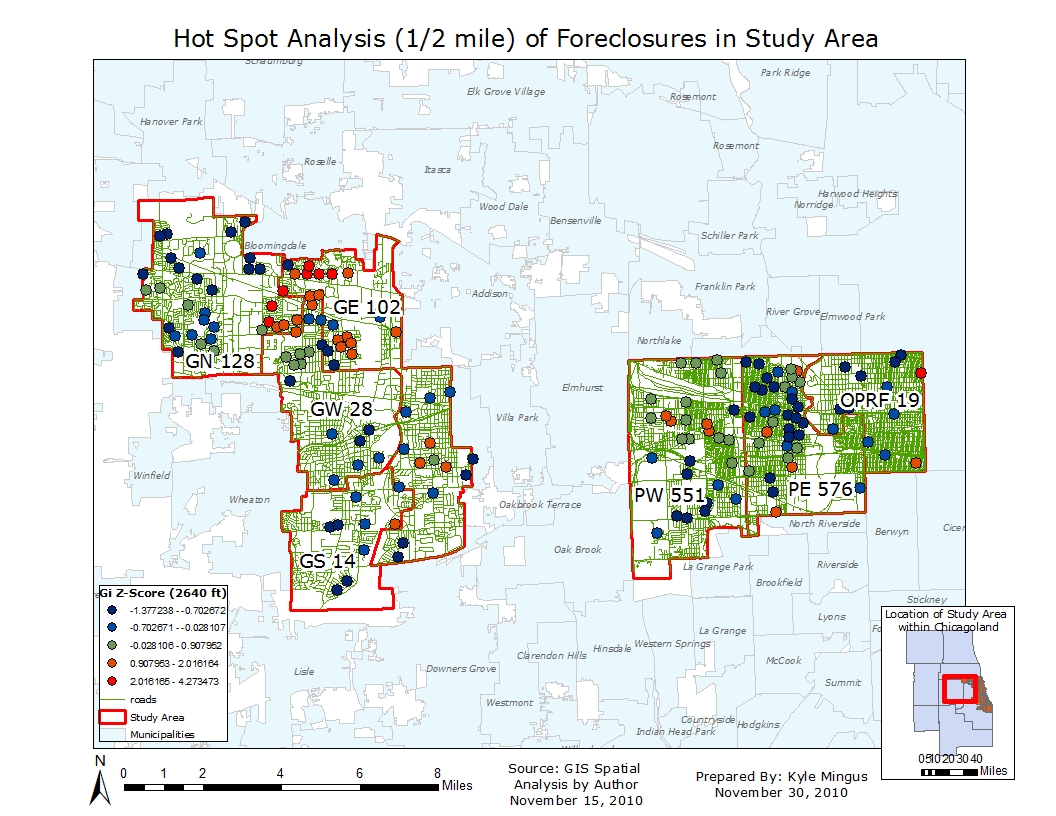 Hot Spot Analysis (1/2 mile) of Foreclosures in Study Area
Schaumburg
Park Ridge
Elk Grove Village
Rosemont
Hanover Park
Rosemont
Roselle
Itasca
Harwood Heights
Norridge
Wood Dale
Bensenville
Schiller Park
Bloomingdale
Franklin Park
Addison
GE 102
River Grove
Elmwood Park
Northlake
GN 128
Elmhurst
OPRF 19
GW 28
Villa Park
Winfield
PW 551
PE 576
Wheaton
Oakbrook Terrace
North Riverside
Berwyn
Cicer
Oak Brook
GS 14
La Grange Park
Riverside
Brookfield
Stickney
Lyons
Fo
La Grange
Western Springs
Hinsdale
Clarendon Hills
McCook
Lisle
Downers Grove
Summit
Westmont
Countryside
Hodgkins
Indian Head Park
Gi Z-Score (2640 ft)
-1.377238 - -0.702672
-0.702671 - -0.028107
-0.028106 - 0.907952
0.907953 - 2.016164
2.016165 - 4.273473
roads
Study Area
Municipalities
Location of Study Area
within Chicagoland
0 5 10 20 30 40
Miles
N
0 1 2 4 6 8
Miles
Source: GIS Spatial
Analysis by Author
November 15, 2010
Prepared By: Kyle Mingus
November 30, 2010